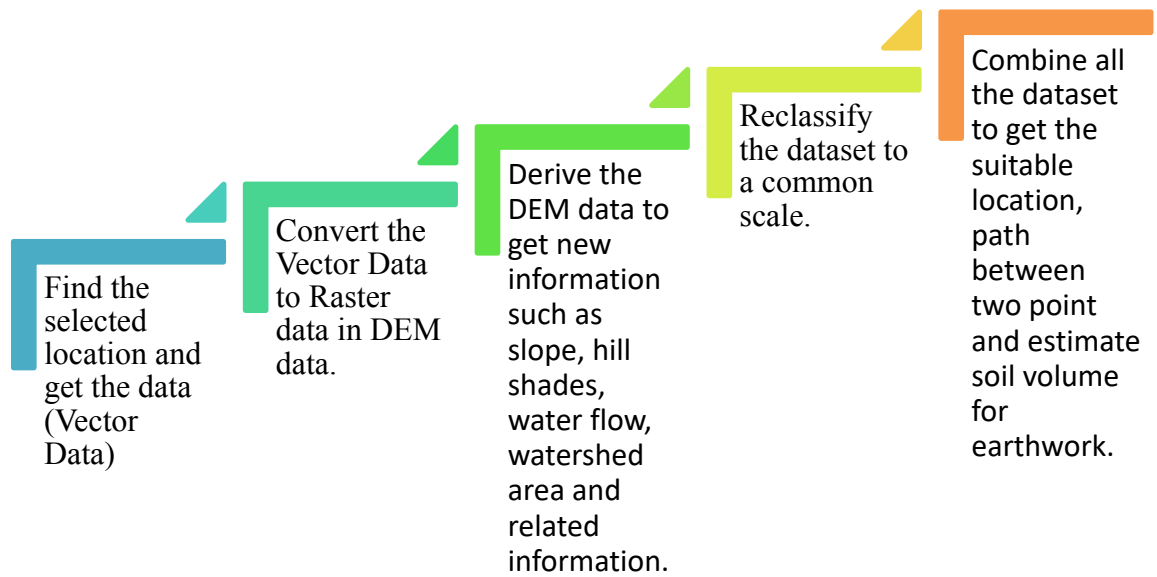 Find the
selected
location and
get the data
(Vector
Data)
Convert the
Vector Data
to Raster
data in DEM
data.
Derive the
DEM data to
get new
information
such as
slope, hill
shades,
water flow,
watershed
area and
related
information.
Reclassify
the dataset to
a common
scale.
Combine all
the dataset
to get the
suitable
location,
path
between
two point
and estimate
soil volume
for
earthwork.